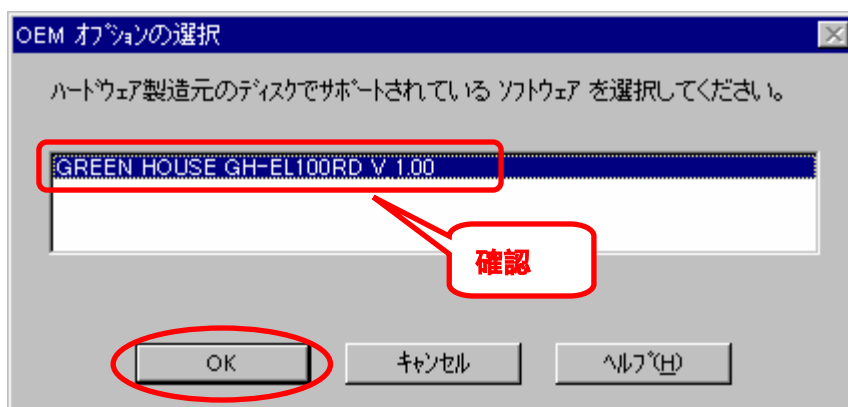 OEM ｵﾌﾟｼｮﾝの選択
ﾊｰﾄﾞｳｪｱ製造元のﾃﾞｨｽｸでｻﾎﾟｰﾄされている ｿﾌﾄｳｪｱ を選択してください。
GREEN HOUSE GH-EL100RD V 1.00
確認
OK
ｷｬﾝｾﾙ
ﾍﾙﾌﾟ(H)